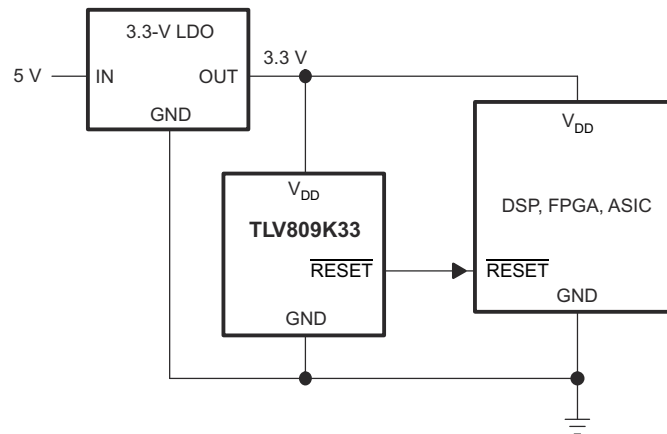 3.3-V LDO
3.3 V
5 V
IN
OUT
GND
VDD
VDD
TLV809K33
DSP, FPGA, ASIC
RESET
RESET
GND
GND